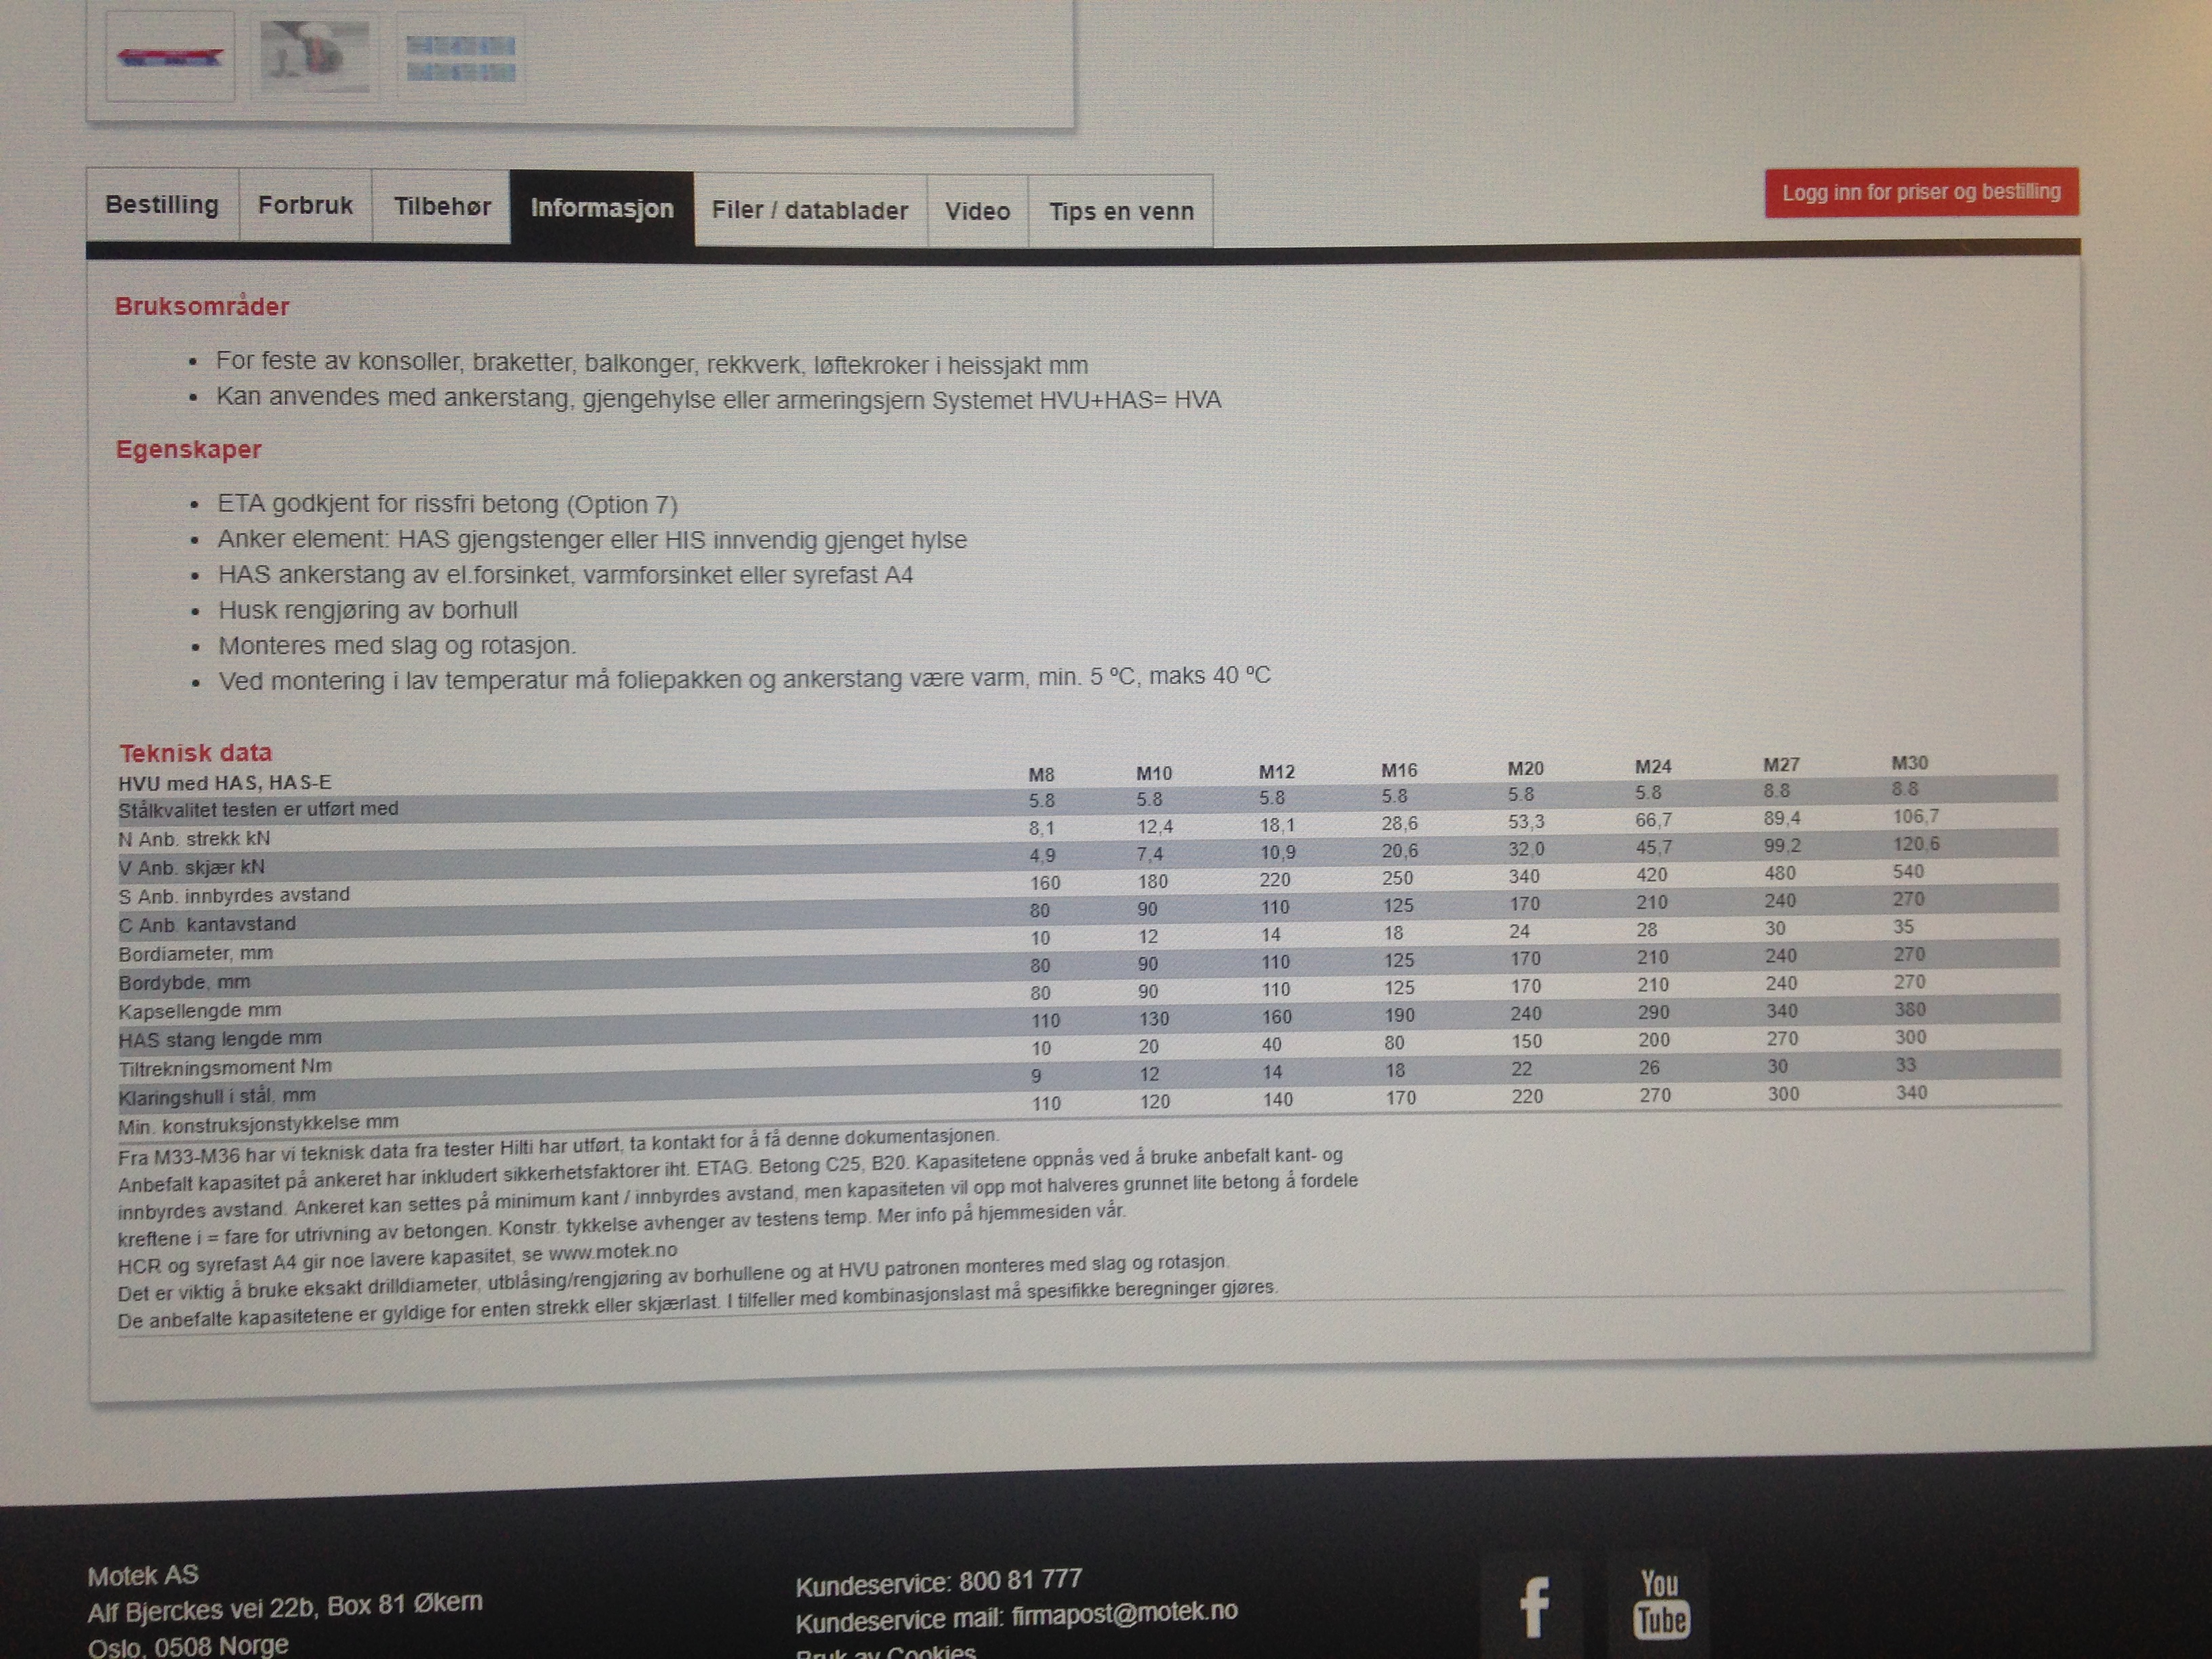 Bestilling Forbruk Tilbehør Informasjon Filer / datablader Video Tips en venn Logg inn for priser og bestilling
Bruksområder
• For feste av konsoller, braketter, balkonger, rekkverk, løftekroker i heissjakt mm
• Kan anvendes med ankerstang, gjengehylse eller armeringsjern Systemet HVU+HAS= HVA
Egenskaper
• ETA godkjent for rissfri betong (Option 7)
• Anker element: HAS gjengstenger eller HIS innvendig gjenget hylse
• HAS ankerstang av el.forsinket, varmforsinket eller syrefast A4
• Husk rengjøring av borhull
• Monteres med slag og rotasjon.
• Ved montering i lav temperatur må foliepakken og ankerstang være varm, min. 5 ºC, maks 40 ºC
Teknisk data
HVU med HAS, HAS-E M8 M10 M12 M16 M20 M24 M27 M30
Stålkvalitet testen er utført med 5.8 5.8 5.8 5.8 5.8 5.8 8.8 8.8
N Anb. strekk kN 8,1 12,4 18,1 28,6 53,3 66,7 89,4 106,7
V Anb. skjær kN 4,9 7,4 10,9 20,6 32,0 45,7 99,2 120,6
S Anb. innbyrdes avstand 160 180 220 250 340 420 480 540
C Anb. kantavstand 80 90 110 125 170 210 240 270
Bordiameter, mm 10 12 14 18 24 28 30 35
Bordybde, mm 80 90 110 125 170 210 240 270
Kapsellengde mm 80 90 110 125 170 210 240 270
HAS stang lengde mm 110 130 160 190 240 290 340 380
Tiltrekningsmoment Nm 10 20 40 80 150 200 270 300
Klaringshull i stål, mm 9 12 14 18 22 26 30 33
Min. konstruksjonstykkelse mm 110 120 140 170 220 270 300 340
Fra M33-M36 har vi teknisk data fra tester Hilti har utført, ta kontakt for å få denne dokumentasjonen.
Anbefalt kapasitet på ankeret har inkludert sikkerhetsfaktorer iht. ETAG. Betong C25, B20. Kapasitetene oppnås ved å bruke anbefalt kant- og
innbyrdes avstand. Ankeret kan settes på minimum kant / innbyrdes avstand, men kapasiteten vil opp mot halveres grunnet lite betong å fordele
kreftene i = fare for utrivning av betongen. Konstr. tykkelse avhenger av testens temp. Mer info på hjemmesiden vår.
HCR og syrefast A4 gir noe lavere kapasitet, se www.motek.no
Det er viktig å bruke eksakt drilldiameter, utblåsing/rengjøring av borhullene og at HVU patronen monteres med slag og rotasjon.
De anbefalte kapasitetene er gyldige for enten strekk eller skjærlast. I tilfeller med kombinasjonslast må spesifikke beregninger gjøres.
Motek AS
Alf Bjerckes vei 22b, Box 81 Økern
Oslo, 0508 Norge
Kundeservice: 800 81 777
Kundeservice mail: firmapost@motek.no
Bruk av Cookies
f
You
Tube